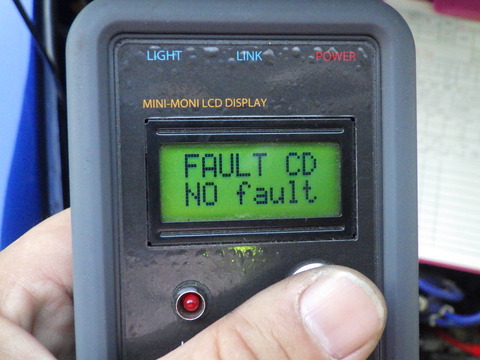 LIGHT LINK POWER
MINI-MONI LCD DISPLAY
FAULT CD
NO fault